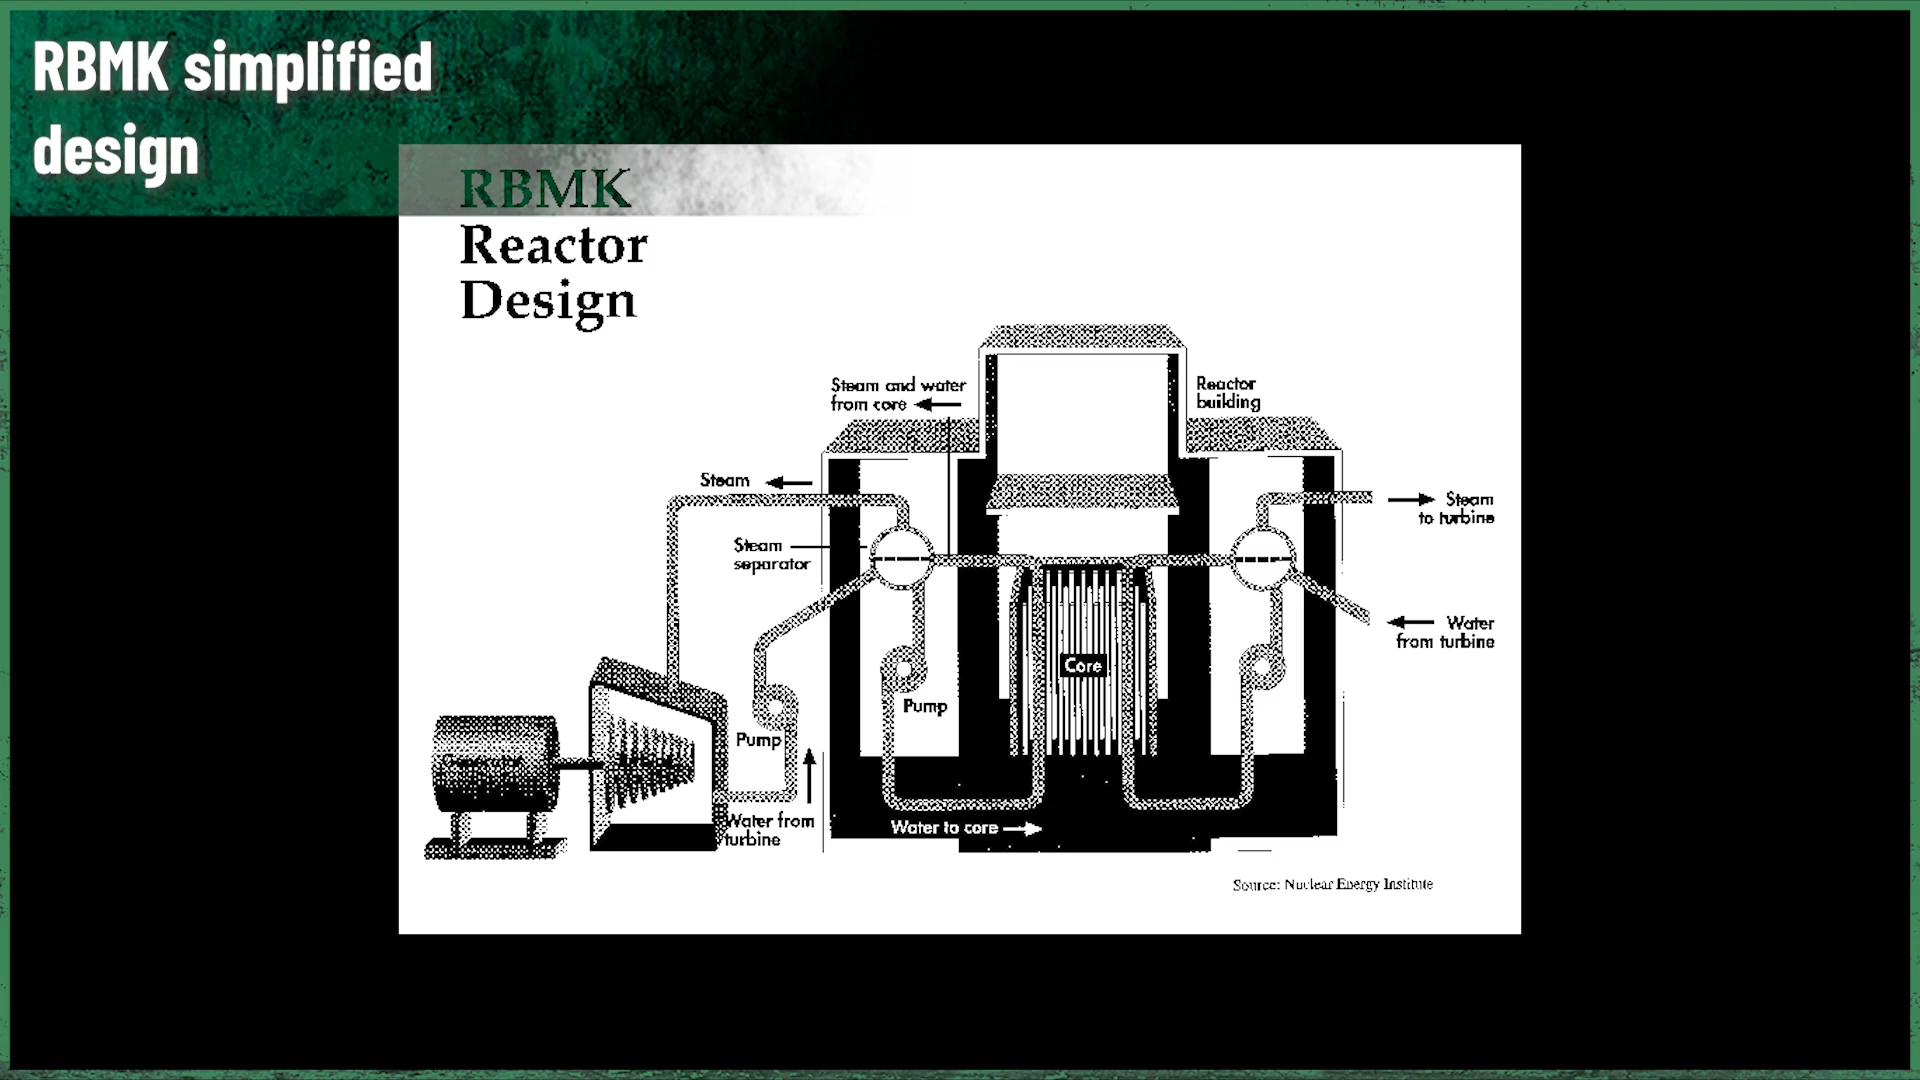 RBMK simplified
design
RBMK
Reactor
Design
Steam and water
from core
Reactor
building
Steam
Steam
to turbine
Steam
separator
Water
from turbine
Core
Pump
Pump
Generator
Water from
turbine
Water to core
Source: Nuclear Energy Institute